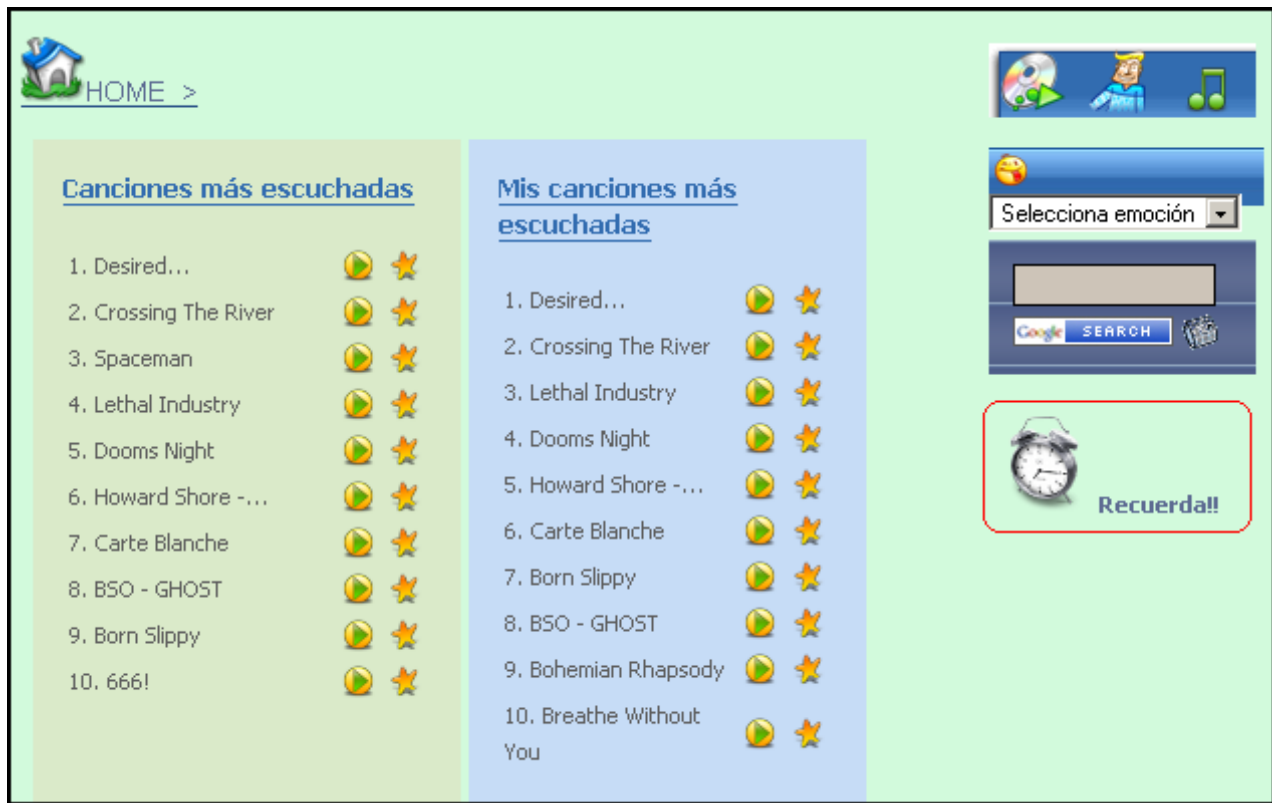 HOME >
Canciones más escuchadas
1. Desired...
2. Crossing The River
3. Spaceman
4. Lethal Industry
5. Dooms Night
6. Howard Shore -...
7. Carte Blanche
8. BSO - GHOST
9. Born Slippy
10. 666!
Mis canciones más
escuchadas
1. Desired...
2. Crossing The River
3. Lethal Industry
4. Dooms Night
5. Howard Shore -...
6. Carte Blanche
7. Born Slippy
8. BSO - GHOST
9. Bohemian Rhapsody
10. Breathe Without
You
Selecciona emoción
Google SEARCH
Recuerda!!